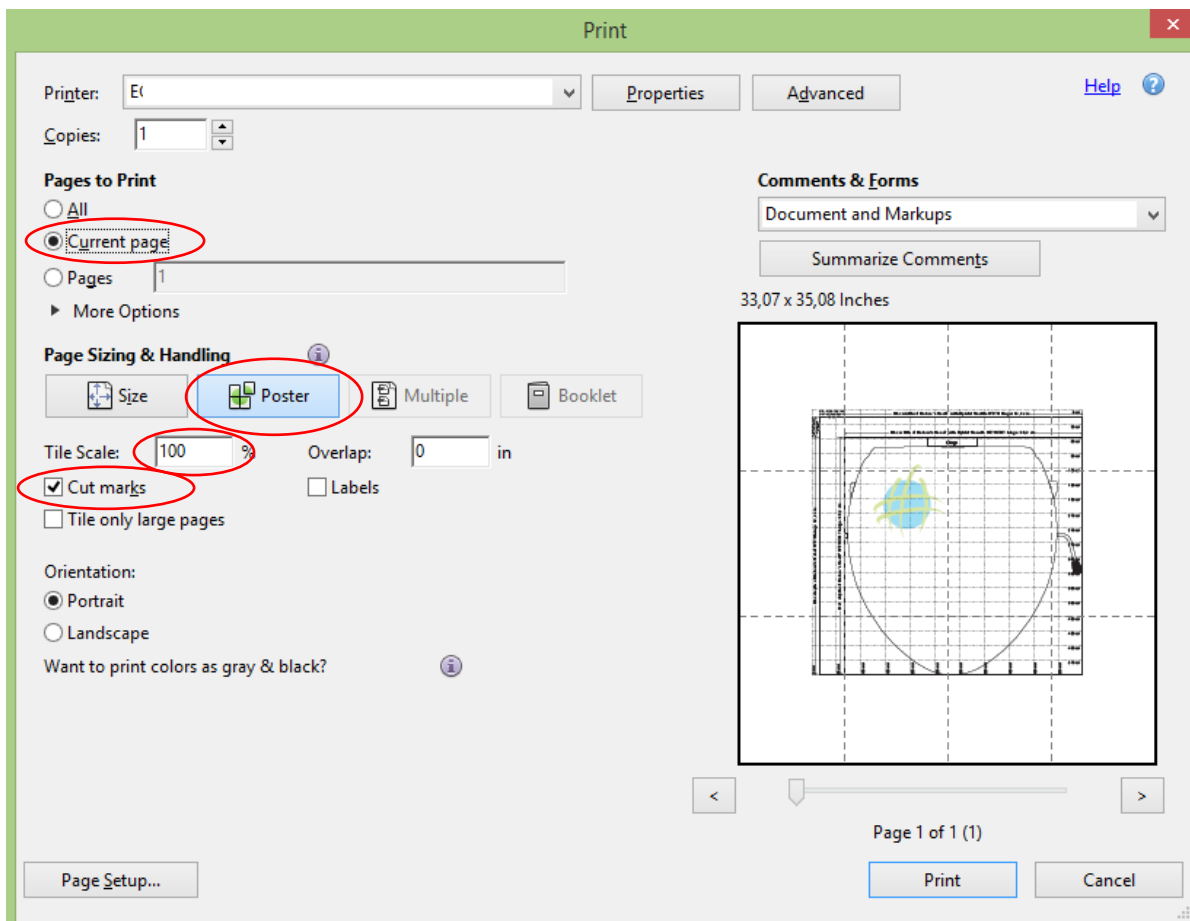 Print
Printer: E( Properties Advanced Help
Copies: 1
Pages to Print
All
Current page
Pages 1
More Options
Comments & Forms
Document and Markups
Summarize Comments
33,07 x 35,08 Inches
Page Sizing & Handling
Size Poster Multiple Booklet
Tile Scale: 100 % Overlap: 0 in
Cut marks Labels
Tile only large pages
Orientation:
Portrait
Landscape
Want to print colors as gray & black?
< >
Page 1 of 1 (1)
Page Setup... Print Cancel